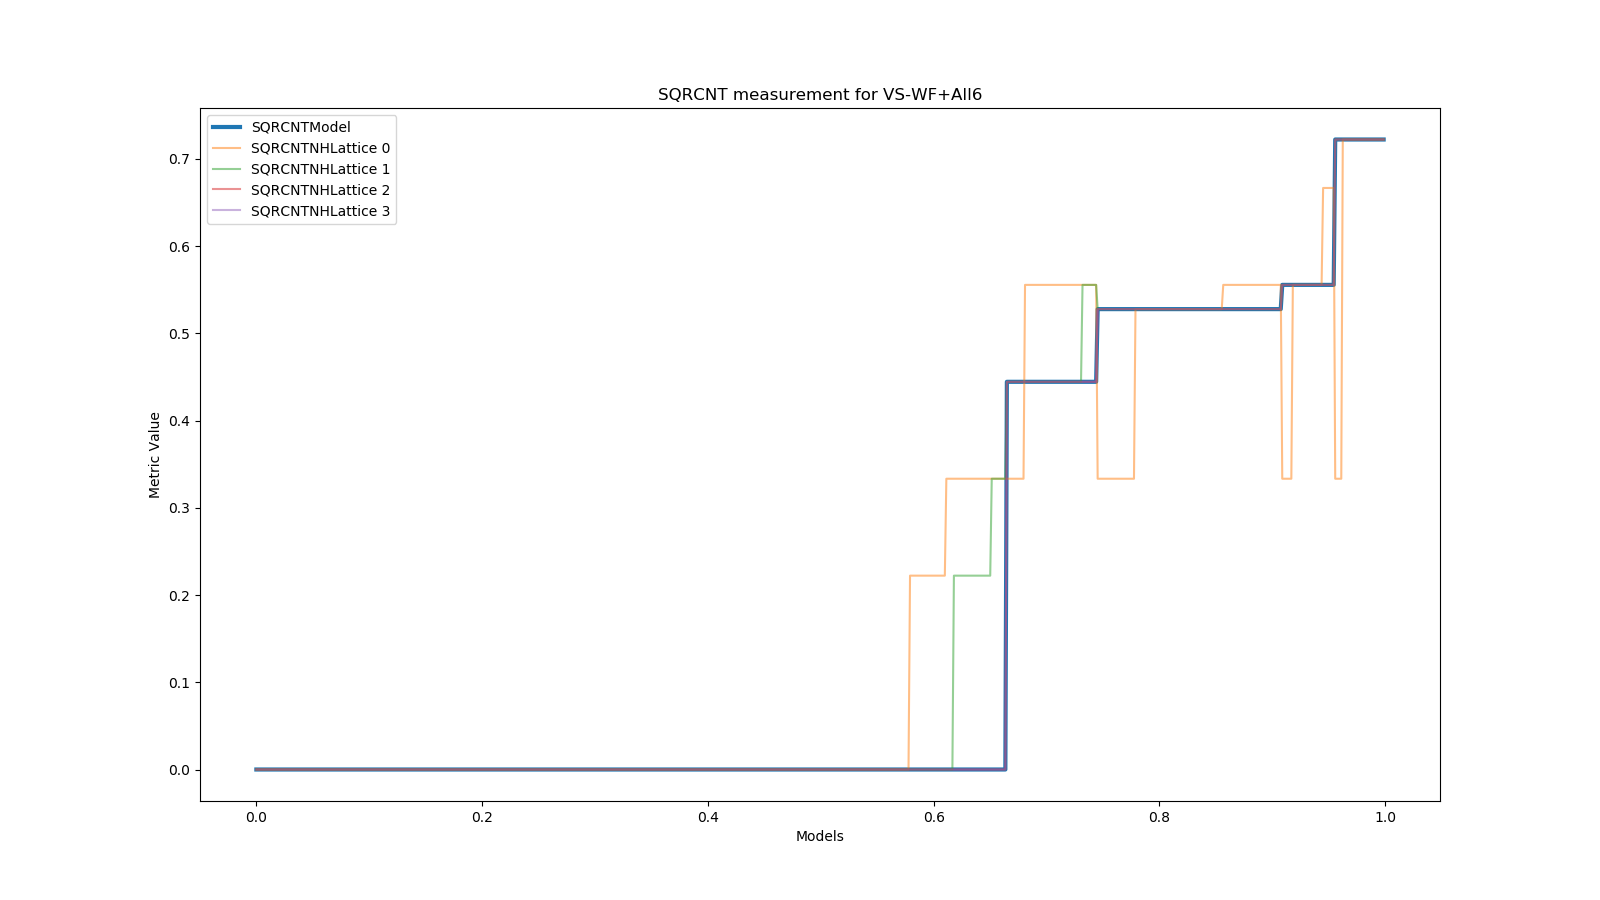 SQRCNT measurement for VS-WF+All6
SQRCNTModel
SQRCNTNHLattice 0
SQRCNTNHLattice 1
SQRCNTNHLattice 2
SQRCNTNHLattice 3
0.7
0.6
0.5
0.4
0.3
0.2
0.1
0.0
Metric Value
0.0 0.2 0.4 0.6 0.8 1.0
Models